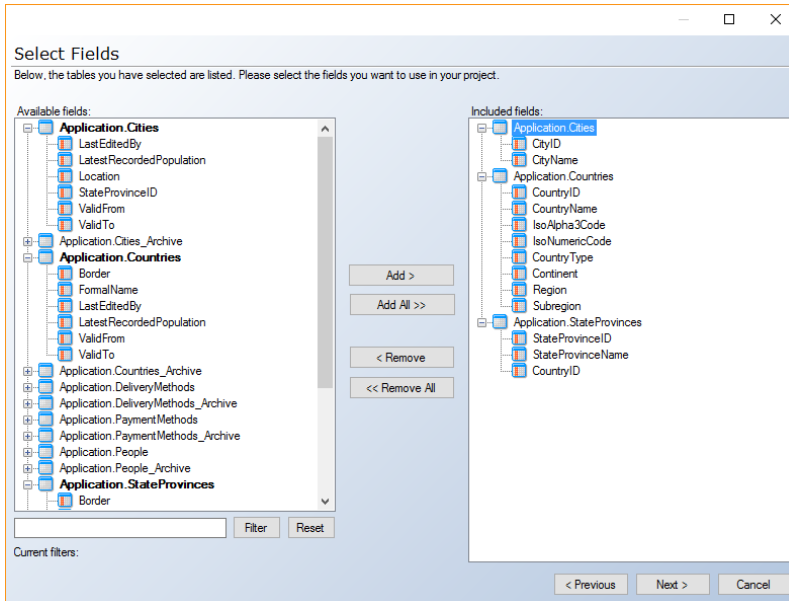 Select Fields
Below, the tables you have selected are listed. Please select the fields you want to use in your project.
Available fields:
Application.Cities
LastEditedBy
LatestRecordedPopulation
Location
StateProvinceID
ValidFrom
ValidTo
Application.Cities_Archive
Application.Countries
Border
FormalName
LastEditedBy
LatestRecordedPopulation
ValidFrom
ValidTo
Application.Countries_Archive
Application.DeliveryMethods
Application.DeliveryMethods_Archive
Application.PaymentMethods
Application.PaymentMethods_Archive
Application.People
Application.People_Archive
Application.StateProvinces
Border
Filter
Reset
Current filters:
Add >
Add All >>
< Remove
<< Remove All
Included fields:
Application.Cities
CityID
CityName
Application.Countries
CountryID
CountryName
IsoAlpha3Code
IsoNumericCode
CountryType
Continent
Region
Subregion
Application.StateProvinces
StateProvinceID
StateProvinceName
CountryID
< Previous
Next >
Cancel